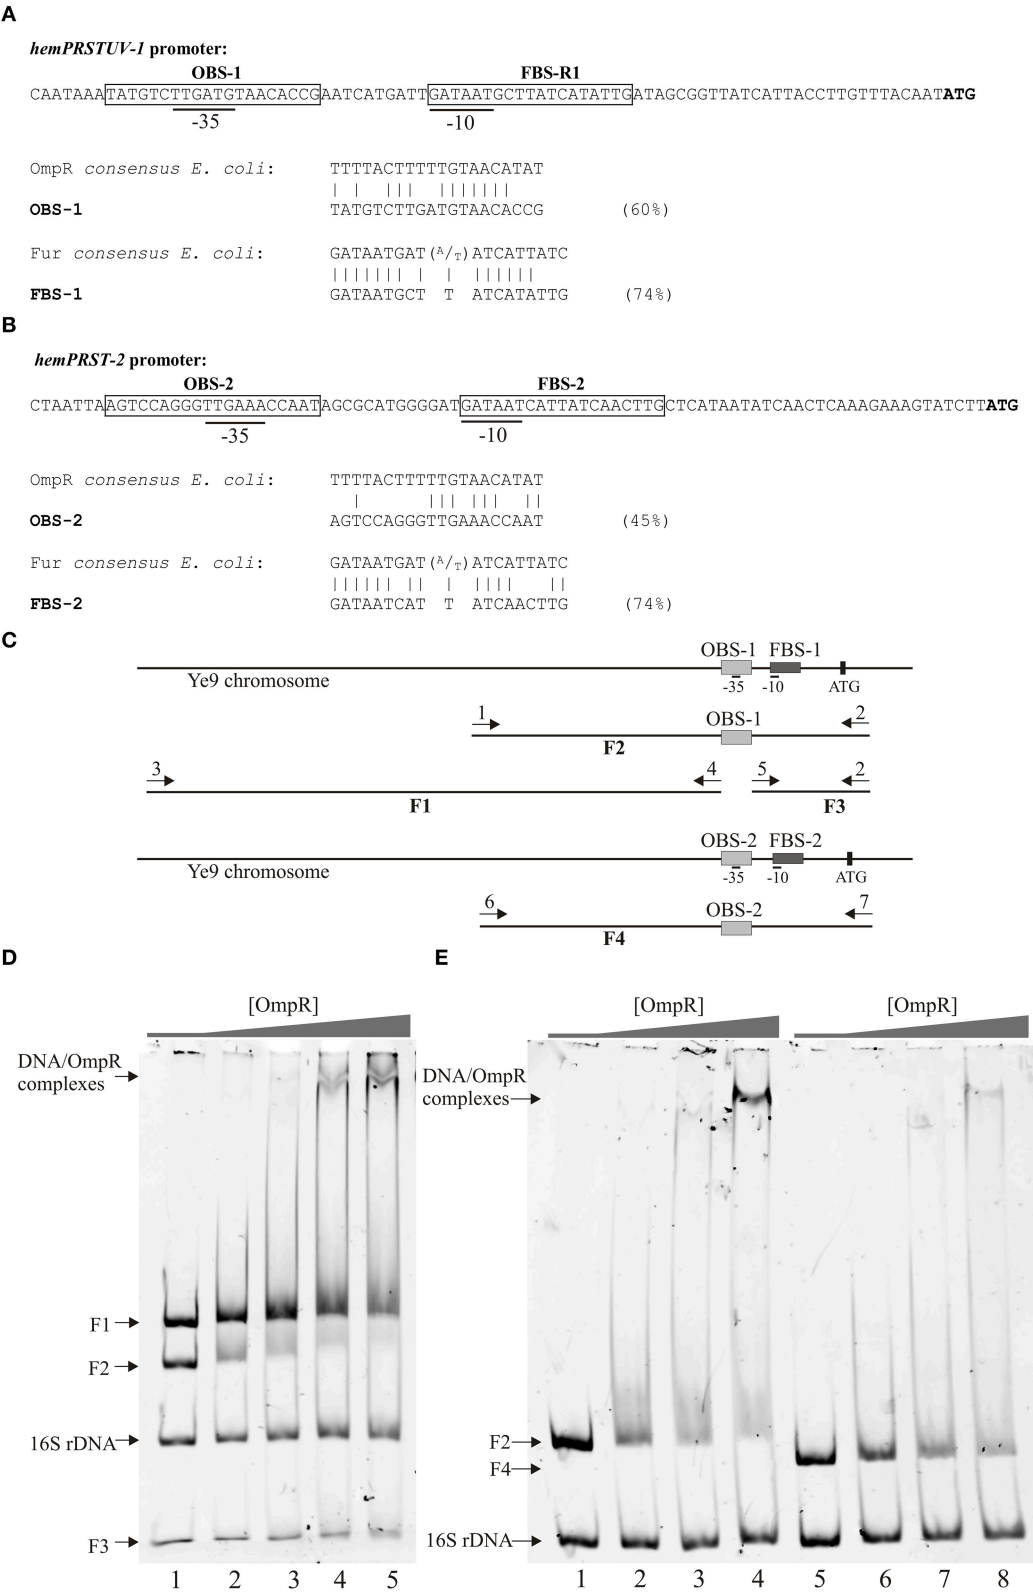 A
hemPRSTUV-1 promoter:
OBS-1 FBS-R1
CAATAAATATGTCTTGATGTAACACCGAATCATGATTGATAATGCTTATCATATTGATAGCGGTTATCATTACCTTGTTTACAATATG
-35 -10
OmpR consensus E. coli: TTTTACTTTTTGTAACATAT
OBS-1 TATGTCTTGATGTAACACCG (60%)
Fur consensus E. coli: GATAATGAT(A/T)ATCATTATC
FBS-1 GATAATGCT T ATCATATTG (74%)
B
hemPRST-2 promoter:
OBS-2 FBS-2
CTAATTAAGTCCAGGGTTGAAACCAATAGCGCATGGGGATGATAATCATTATCAACTTGCTCATAATATCAACTCAAAGAAAGTATCTTATG
-35 -10
OmpR consensus E. coli: TTTTACTTTTTGTAACATAT
OBS-2 AGTCCAGGGTTGAAACCAAT (45%)
Fur consensus E. coli: GATAATGAT(A/T)ATCATTATC
FBS-2 GATAATCAT T ATCAACTTG (74%)
C
OBS-1 FBS-1
Ye9 chromosome -35 -10 ATG
1 OBS-1 2
F2
3 4 5 2
F1 F3
OBS-2 FBS-2
Ye9 chromosome -35 -10 ATG
6 OBS-2 7
F4
D
[OmpR]
DNA/OmpR
complexes
F1
F2
16S rDNA
F3
1 2 3 4 5
E
[OmpR] [OmpR]
DNA/OmpR
complexes
F2
F4
16S rDNA
1 2 3 4 5 6 7 8